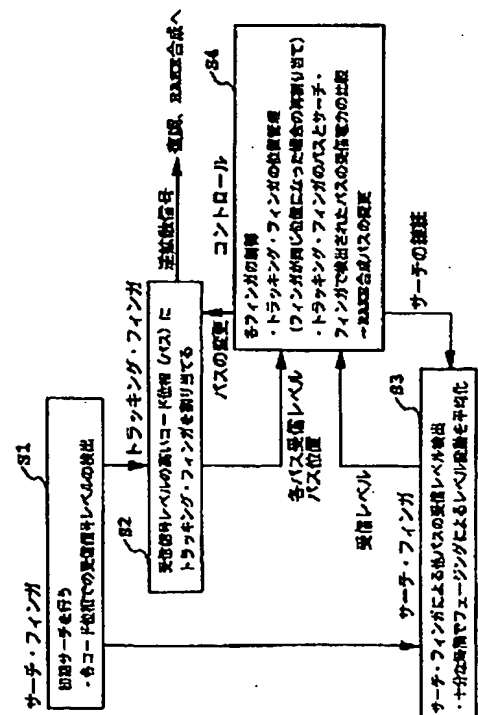 サーチ・フィンガ
S1
初期サーチを行う
・各コード位相での受信信号レベルの検出
トラッキング・フィンガ
S2
受信信号レベルの高いコード位相（パス）に
トラッキング・フィンガを割り当てる
逆拡散信号
復調、RAKE合成へ
パスの変更
各パス受信レベル
パス位置
コントロール
S4
各フィンガの制御
・トラッキング・フィンガの位置管理
(フィンガが同じ位置になった場合の再割り当て)
・トラッキング・フィンガのパスとサーチ・
フィンガで検出されたパスの受信電力の比較
→RAKE合成パスの変更
受信レベル
サーチの
サーチ・フィンガ
S3
サーチ・フィンガによる他パスの受信レベル検出
・十分な時間でフェージングによるレベル変動を平均化